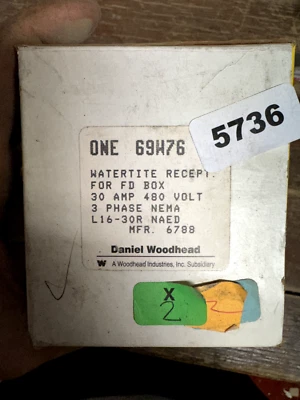 5736
ONE 69W76
WATERTITE RECEPT.
FOR FD BOX
30 AMP 480 VOLT
3 PHASE NEMA
L16-30R NAED
MFR. 6788
Daniel Woodhead
W A Woodhead Industries, Inc. Subsidiary
X
2